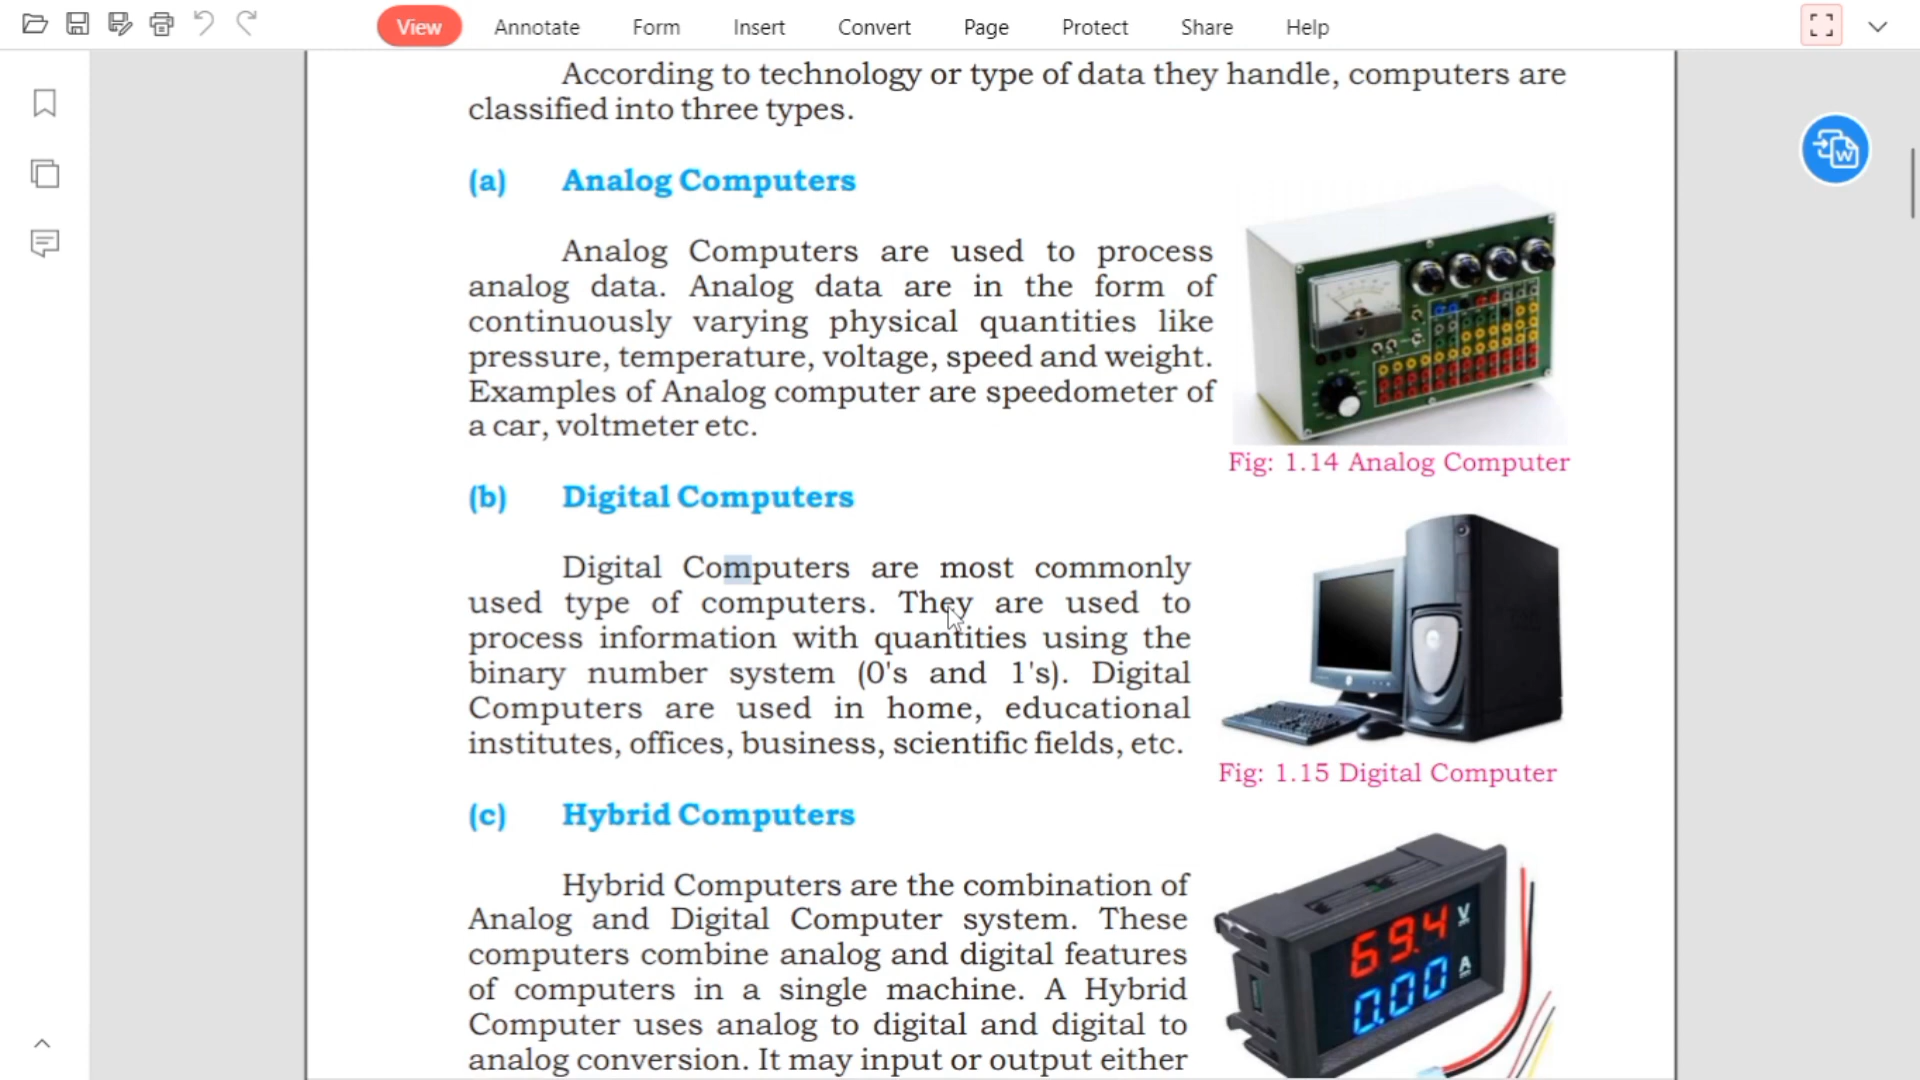 View Annotate Form Insert Convert Page Protect Share Help
According to technology or type of data they handle, computers are
classified into three types.
(a) Analog Computers
Analog Computers are used to process
analog data. Analog data are in the form of
continuously varying physical quantities like
pressure, temperature, voltage, speed and weight.
Examples of Analog computer are speedometer of
a car, voltmeter etc.
Fig: 1.14 Analog Computer
(b) Digital Computers
Digital Computers are most commonly
used type of computers. They are used to
process information with quantities using the
binary number system (0's and 1's). Digital
Computers are used in home, educational
institutes, offices, business, scientific fields, etc.
Fig: 1.15 Digital Computer
(c) Hybrid Computers
Hybrid Computers are the combination of
Analog and Digital Computer system. These
computers combine analog and digital features
of computers in a single machine. A Hybrid
Computer uses analog to digital and digital to
analog conversion. It may input or output either
69.4 V
0.00 A
W